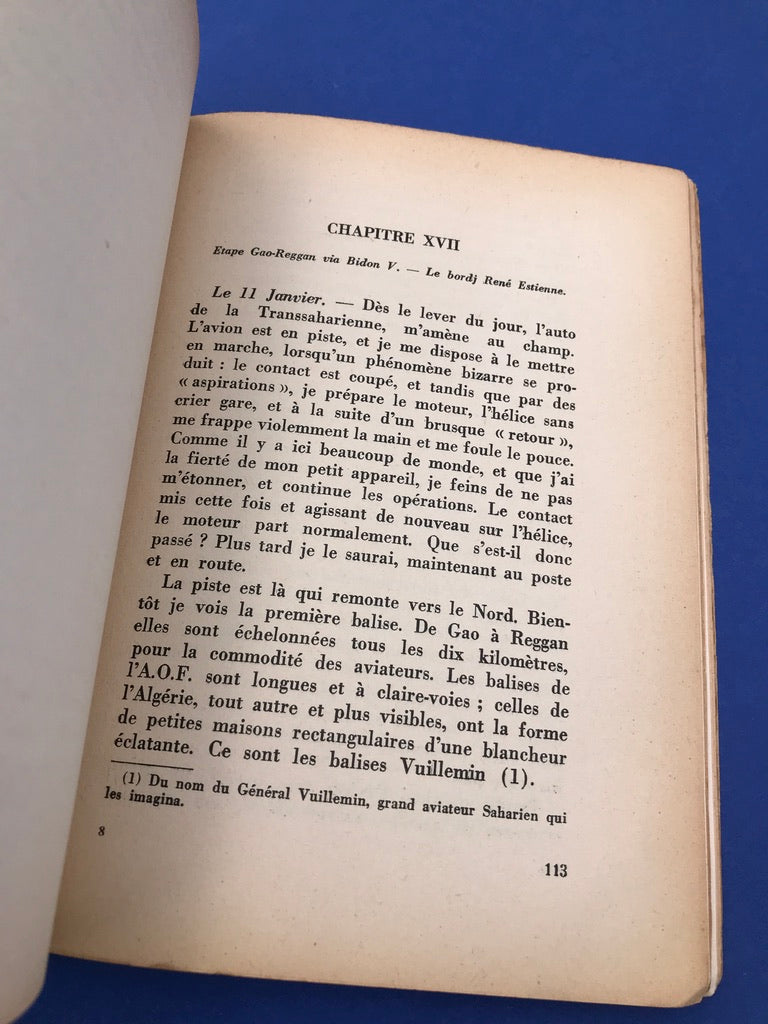 CHAPITRE XVII
Etape Gao-Reggan via Bidon V. — Le bordj René Estienne.
Le 11 Janvier. — Dès le lever du jour, l'auto
de la Transsaharienne, m'amène au champ.
L'avion est en piste, et je me dispose à le mettre
en marche, lorsqu'un phénomène bizarre se pro-
duit : le contact est coupé, et tandis que par des
« aspirations », je prépare le moteur, l'hélice sans
crier gare, et à la suite d'un brusque « retour »,
me frappe violemment la main et me foule le pouce.
Comme il y a ici beaucoup de monde, et que j'ai
la fierté de mon petit appareil, je feins de ne pas
m'étonner, et continue les opérations. Le contact
mis cette fois et agissant de nouveau sur l'hélice,
le moteur part normalement. Que s'est-il donc
passé ? Plus tard je le saurai, maintenant au poste
et en route.
La piste est là qui remonte vers le Nord. Bien-
tôt je vois la première balise. De Gao à Reggan
elles sont échelonnées tous les dix kilomètres,
pour la commodité des aviateurs. Les balises de
l'A.O.F. sont longues et à claire-voies ; celles de
l'Algérie, tout autre et plus visibles, ont la forme
de petites maisons rectangulaires d'une blancheur
éclatante. Ce sont les balises Vuillemin (1).
(1) Du nom du Général Vuillemin, grand aviateur Saharien qui
les imagina.
8
113